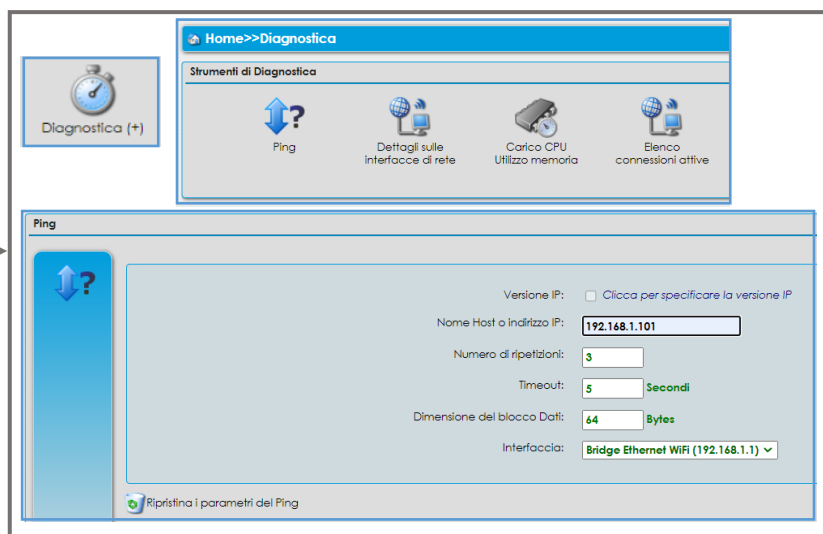 Diagnostica (+)
Home>>Diagnostica
Strumenti di Diagnostica
?
Ping
Dettagli sulle
interfacce di rete
Carico CPU
Utilizzo memoria
Elenco
connessioni attive
Ping
?
Versione IP: Clicca per specificare la versione IP
Nome Host o indirizzo IP: 192.168.1.101
Numero di ripetizioni: 3
Timeout: 5 Secondi
Dimensione del blocco Dati: 64 Bytes
Interfaccia: Bridge Ethernet WiFi (192.168.1.1)
Ripristina i parametri del Ping